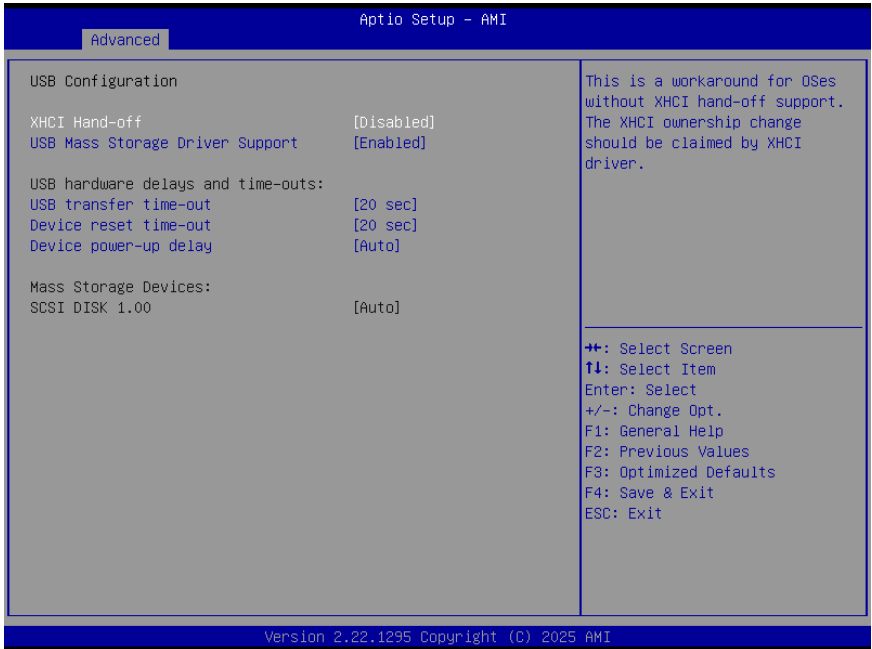 Aptio Setup – AMI
Advanced
USB Configuration
XHCI Hand-off [Disabled]
USB Mass Storage Driver Support [Enabled]
USB hardware delays and time-outs:
USB transfer time-out [20 sec]
Device reset time-out [20 sec]
Device power-up delay [Auto]
Mass Storage Devices:
SCSI DISK 1.00 [Auto]
This is a workaround for OSes
without XHCI hand-off support.
The XHCI ownership change
should be claimed by XHCI
driver.
→←: Select Screen
↑↓: Select Item
Enter: Select
+/-: Change Opt.
F1: General Help
F2: Previous Values
F3: Optimized Defaults
F4: Save & Exit
ESC: Exit
Version 2.22.1295 Copyright (C) 2025 AMI